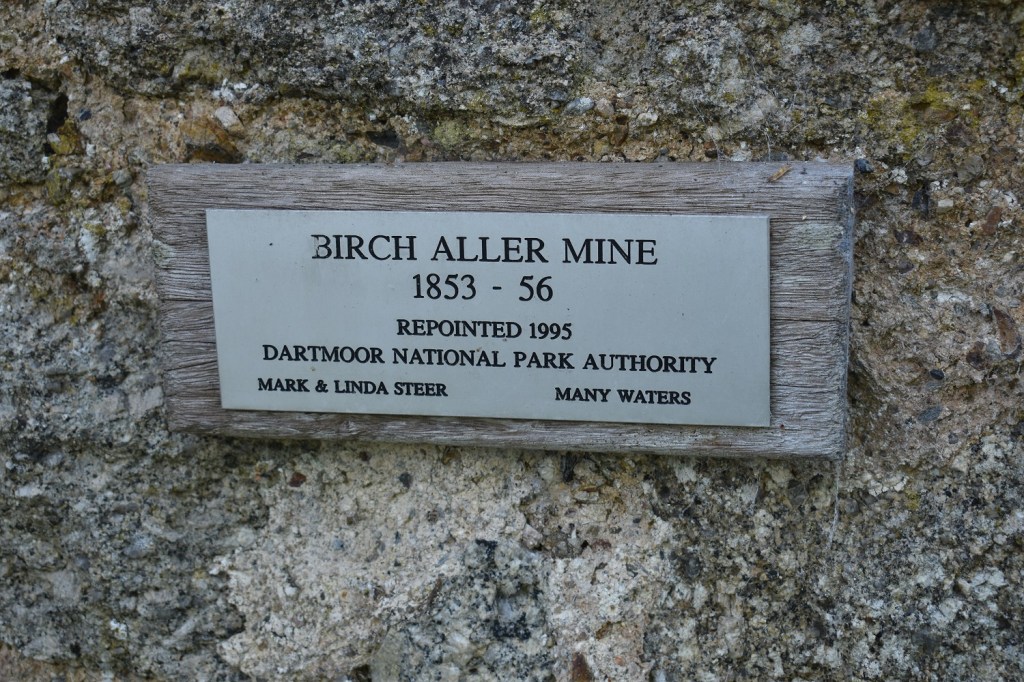 BIRCH ALLER MINE
1853 - 56
REPOINTED 1995
DARTMOOR NATIONAL PARK AUTHORITY
MARK & LINDA STEER MANY WATERS